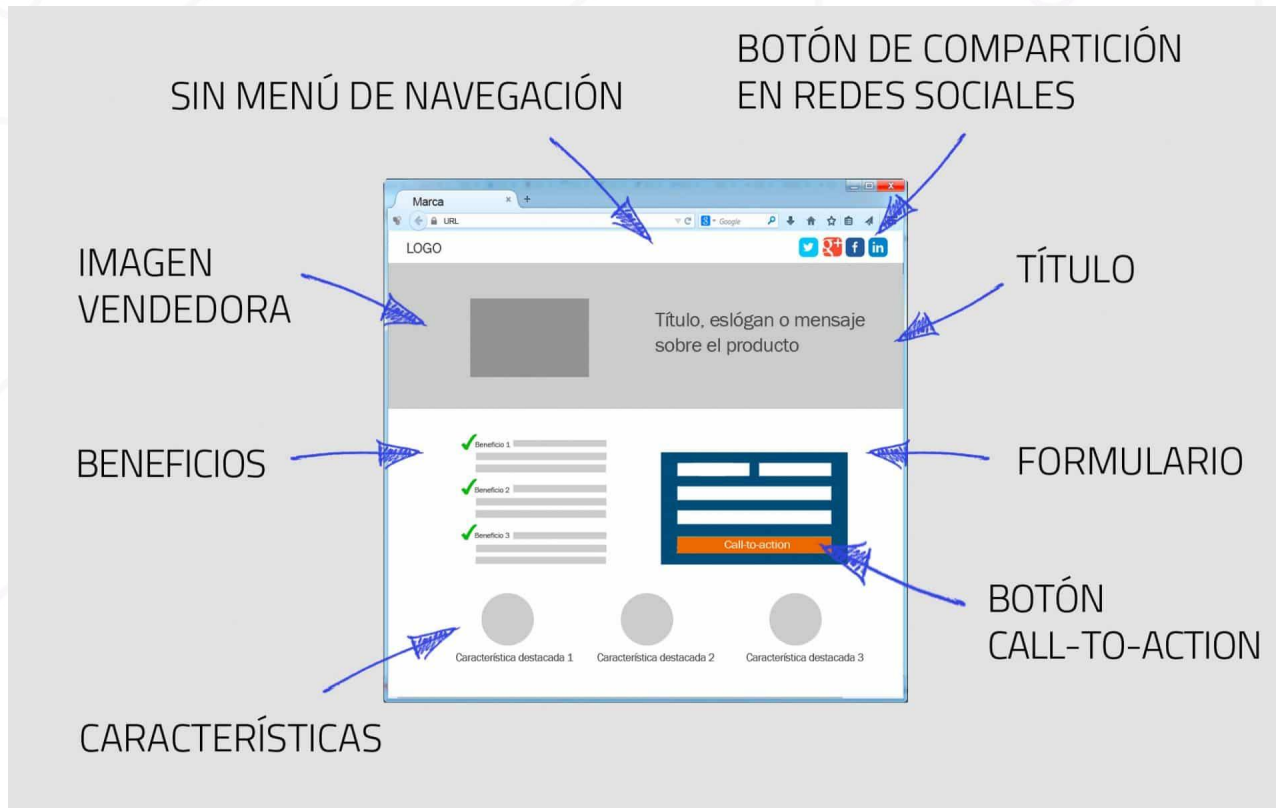 BOTÓN DE COMPARTICIÓN
EN REDES SOCIALES
SIN MENÚ DE NAVEGACIÓN
Marca
URL
Google
LOGO
IMAGEN
VENDEDORA
TÍTULO
Título, eslógan o mensaje
sobre el producto
BENEFICIOS
Beneficio 1
Beneficio 2
Beneficio 3
FORMULARIO
Call-to-action
BOTÓN
CALL-TO-ACTION
Característica destacada 1
Característica destacada 2
Característica destacada 3
CARACTERÍSTICAS